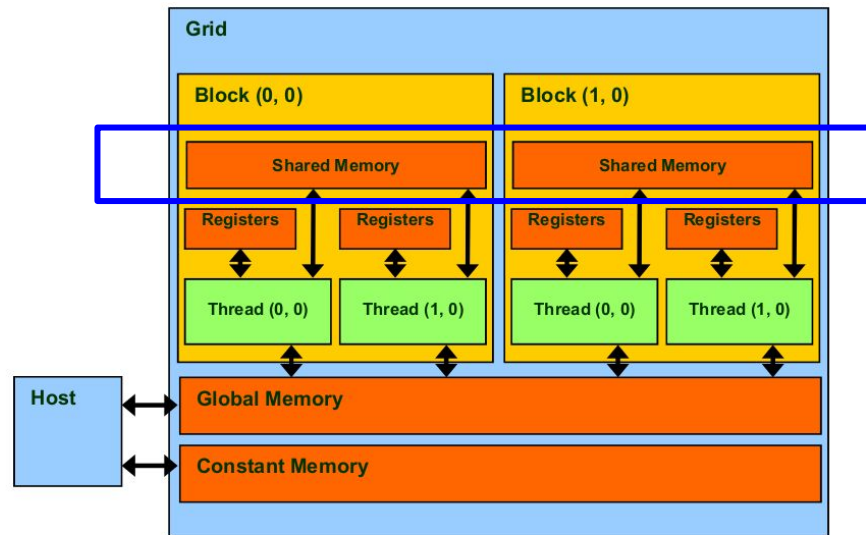 Grid
Block (0, 0)
Block (1, 0)
Shared Memory
Shared Memory
Registers
Registers
Registers
Registers
Thread (0, 0)
Thread (1, 0)
Thread (0, 0)
Thread (1, 0)
Host
Global Memory
Constant Memory